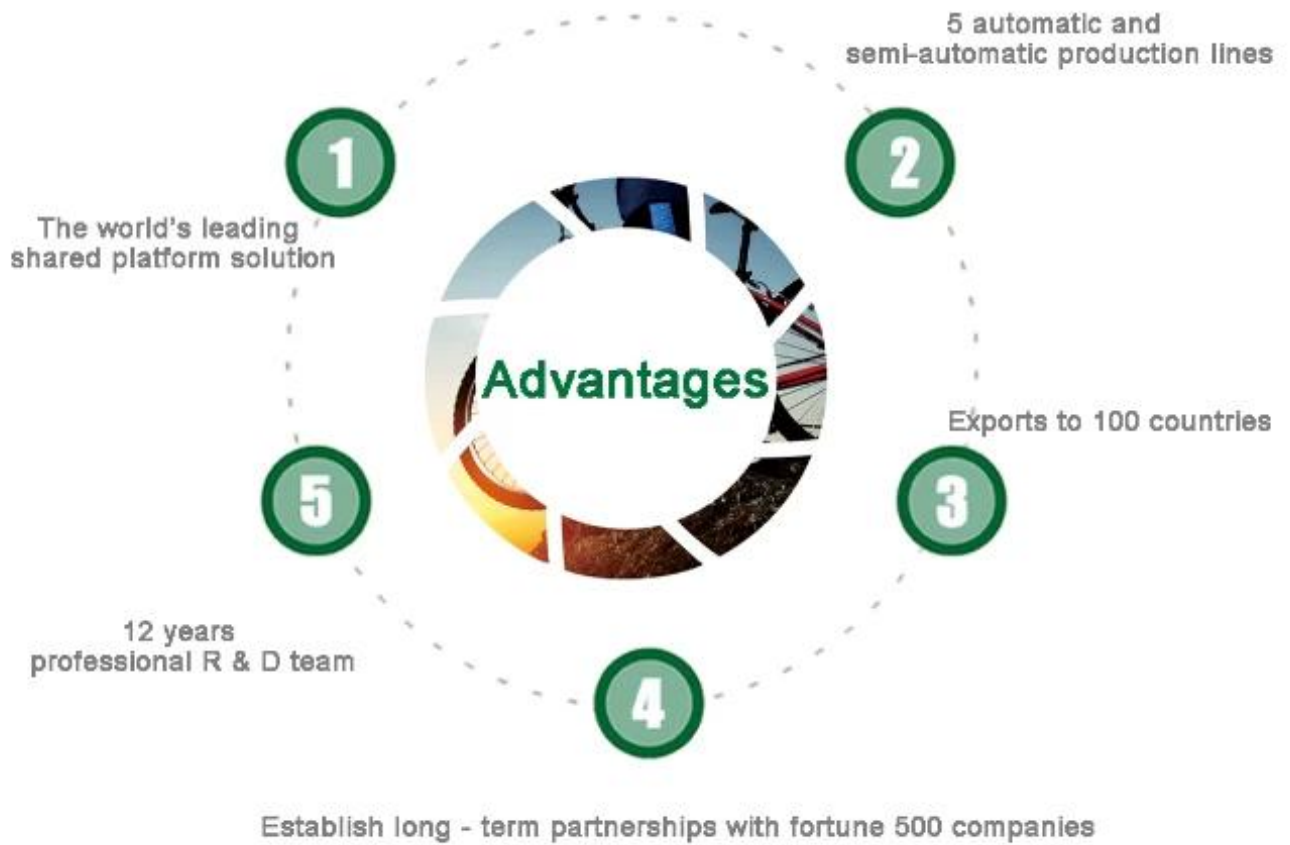 1
The world's leading
shared platform solution
2
5 automatic and
semi-automatic production lines
Advantages
3
Exports to 100 countries
4
Establish long - term partnerships with fortune 500 companies
5
12 years
professional R & D team